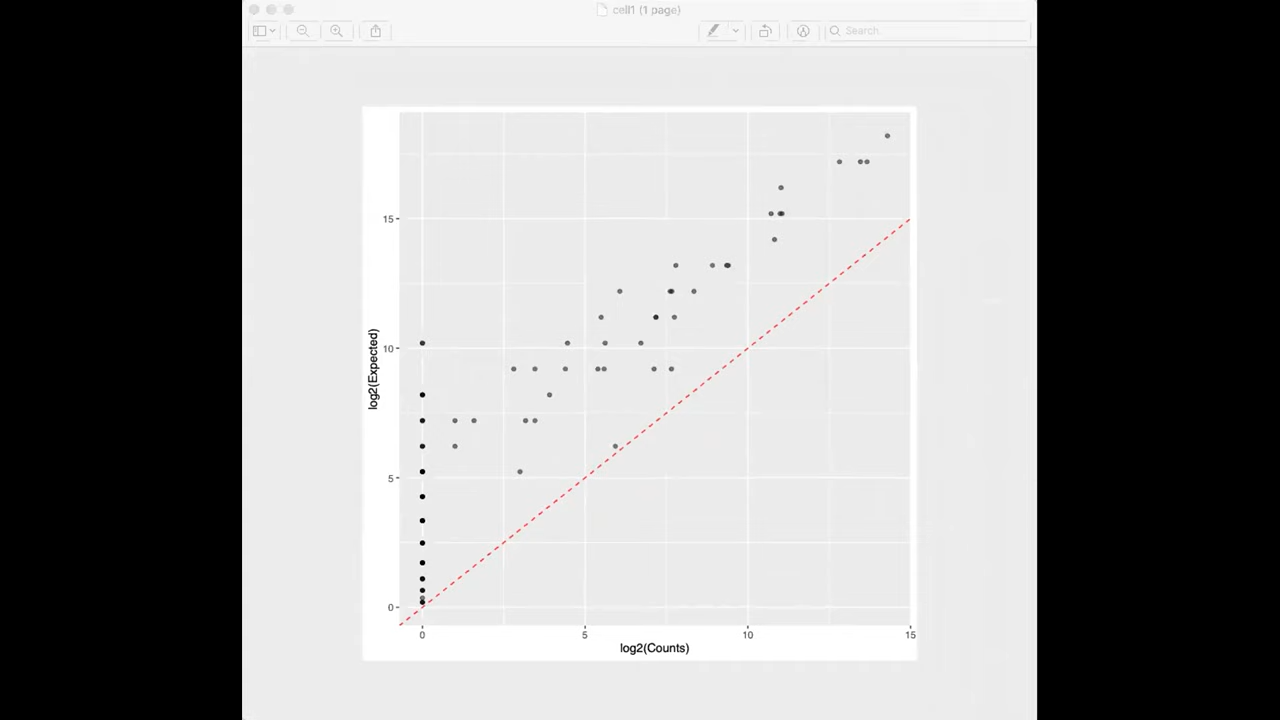 cell1 (1 page)
Search
log2(Expected)
15
10
5
0
0 5 10 15
log2(Counts)